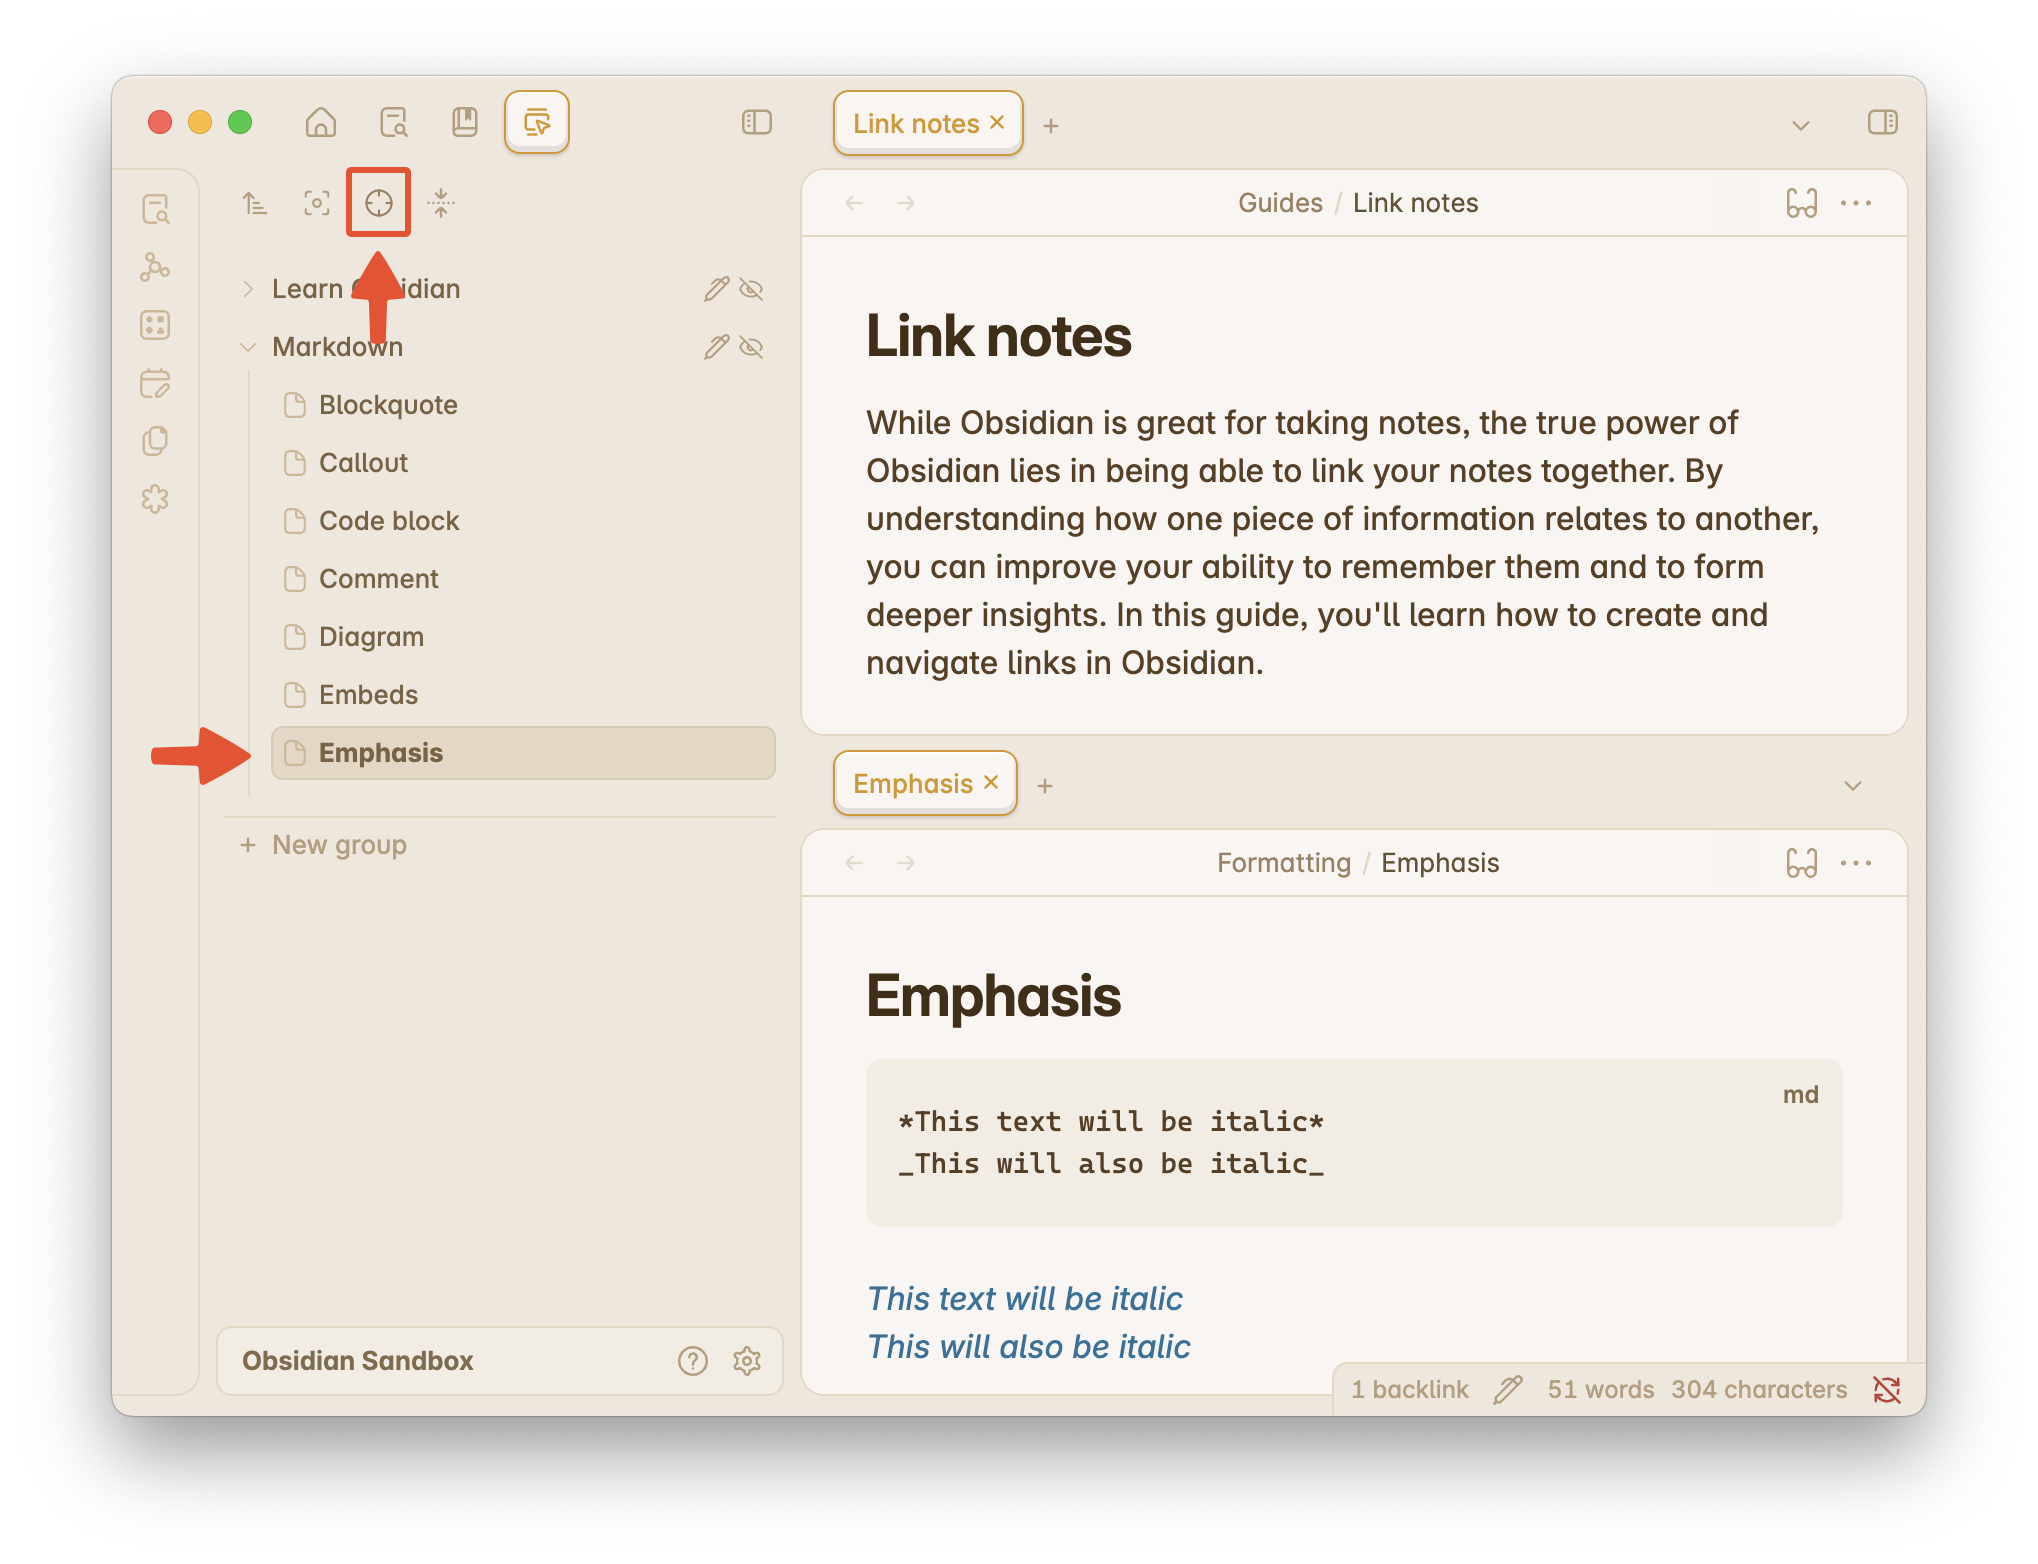 Link notes
Guides / Link notes
Learn Obsidian
Markdown
Blockquote
Callout
Code block
Comment
Diagram
Embeds
Emphasis
New group
Obsidian Sandbox
Link notes
While Obsidian is great for taking notes, the true power of
Obsidian lies in being able to link your notes together. By
understanding how one piece of information relates to another,
you can improve your ability to remember them and to form
deeper insights. In this guide, you'll learn how to create and
navigate links in Obsidian.
Emphasis
Formatting / Emphasis
Emphasis
md
*This text will be italic*
_This will also be italic_
This text will be italic
This will also be italic
1 backlink 51 words 304 characters